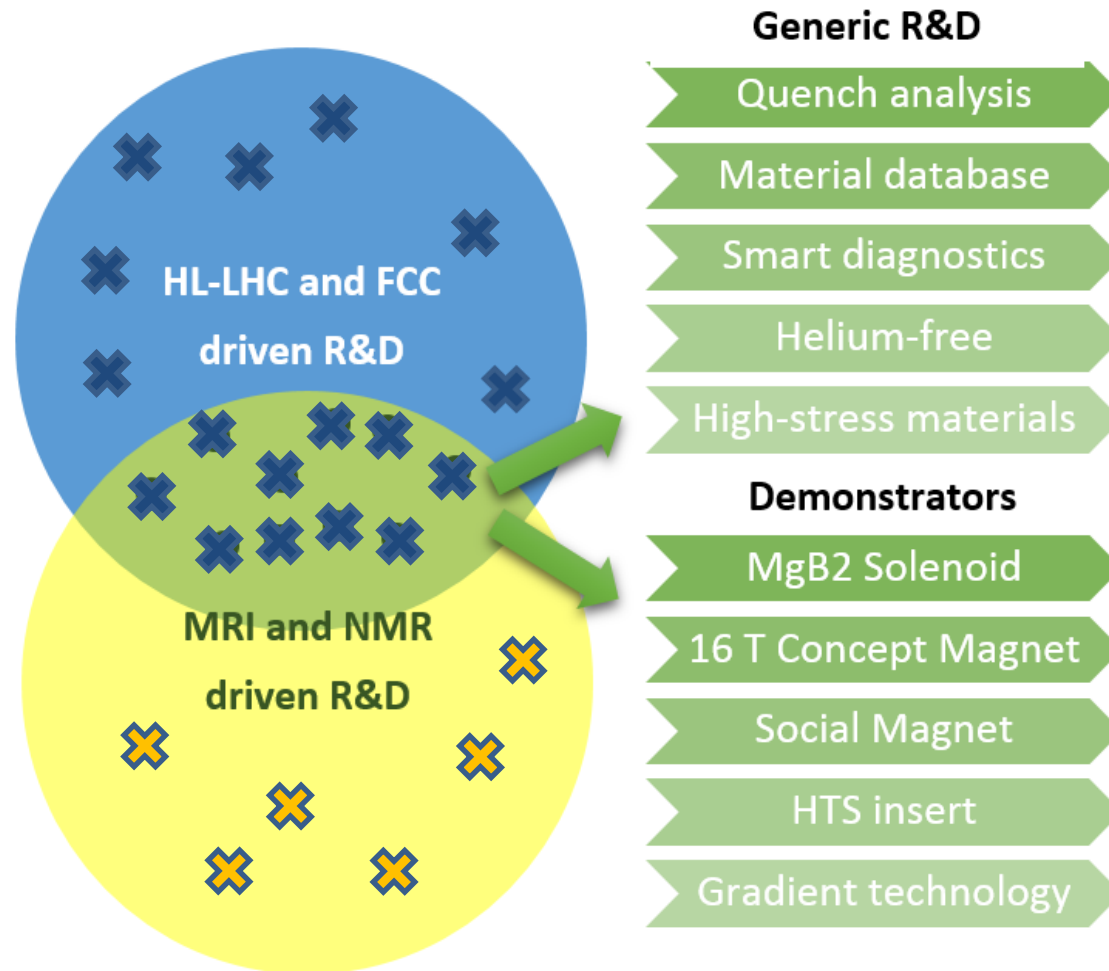 HL-LHC and FCC
driven R&D
MRI and NMR
driven R&D
Generic R&D
Quench analysis
Material database
Smart diagnostics
Helium-free
High-stress materials
Demonstrators
MgB2 Solenoid
16 T Concept Magnet
Social Magnet
HTS insert
Gradient technology